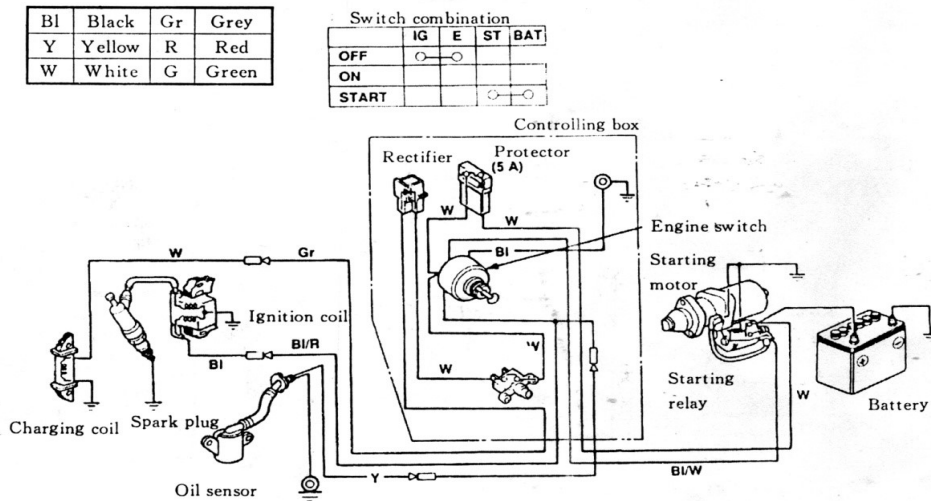 Bl Black Gr Grey
Y Yellow R Red
W White G Green
Switch combination
IG E ST BAT
OFF
ON
START
Controlling box
Rectifier
Protector
(5 A)
W
W
Bl
Engine switch
W
Gr
Starting
motor
Ignition coil
Bl/R
Bl
W
W
Starting
relay
Battery
Charging coil
Spark plug
Bl/W
Y
Oil sensor